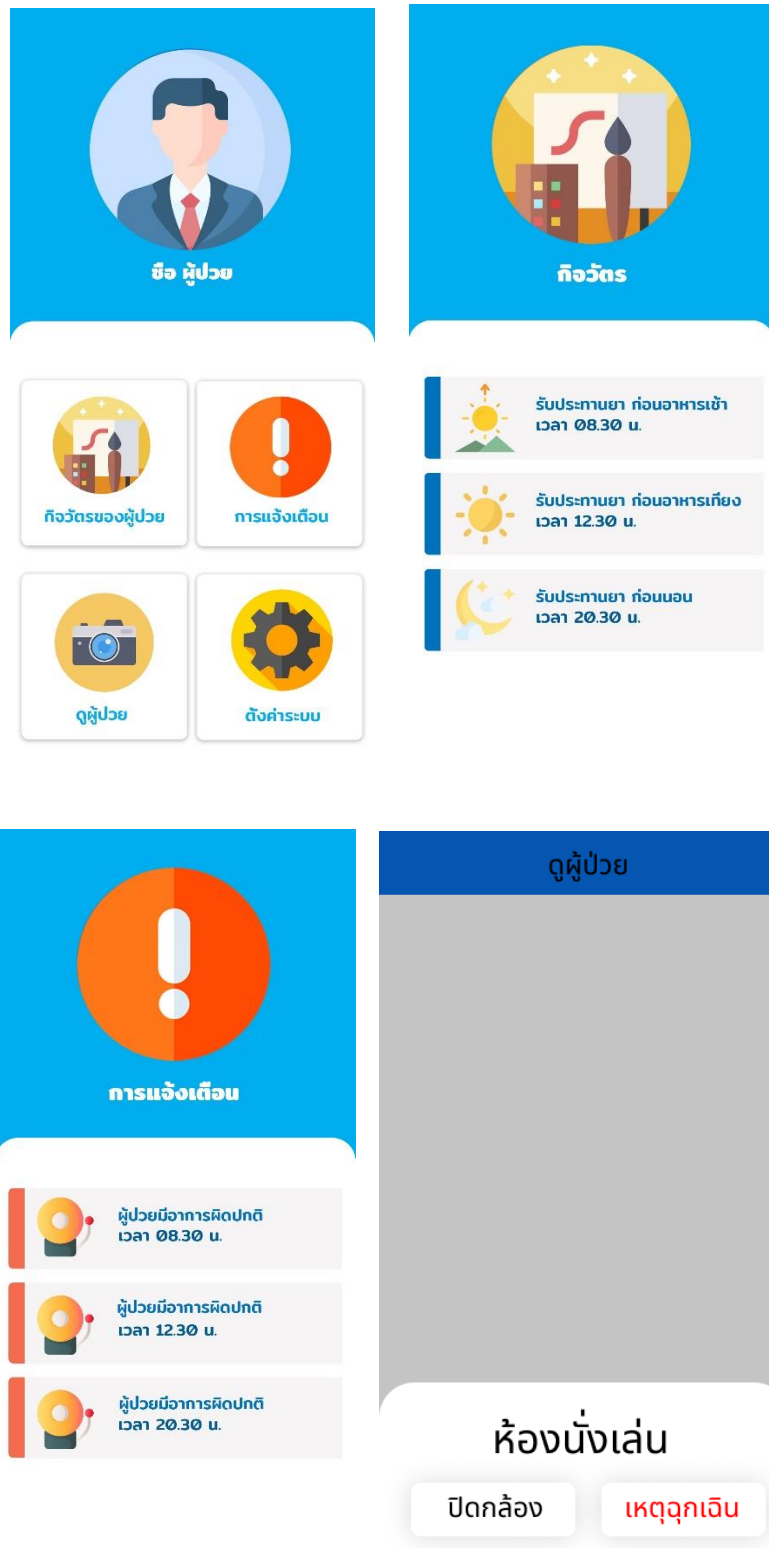 ชื่อ ผู้ป่วย
กิจวัตรของผู้ป่วย
การแจ้งเตือน
ดูผู้ป่วย
ตั้งค่าระบบ
กิจวัตร
รับประทานยา ก่อนอาหารเช้า
เวลา 08.30 น.
รับประทานยา ก่อนอาหารเที่ยง
เวลา 12.30 น.
รับประทานยา ก่อนนอน
เวลา 20.30 น.
การแจ้งเตือน
ผู้ป่วยมีอาการผิดปกติ
เวลา 08.30 น.
ผู้ป่วยมีอาการผิดปกติ
เวลา 12.30 น.
ผู้ป่วยมีอาการผิดปกติ
เวลา 20.30 น.
ดูผู้ป่วย
ห้องนั่งเล่น
ปิดกล้อง
เหตุฉุกเฉิน